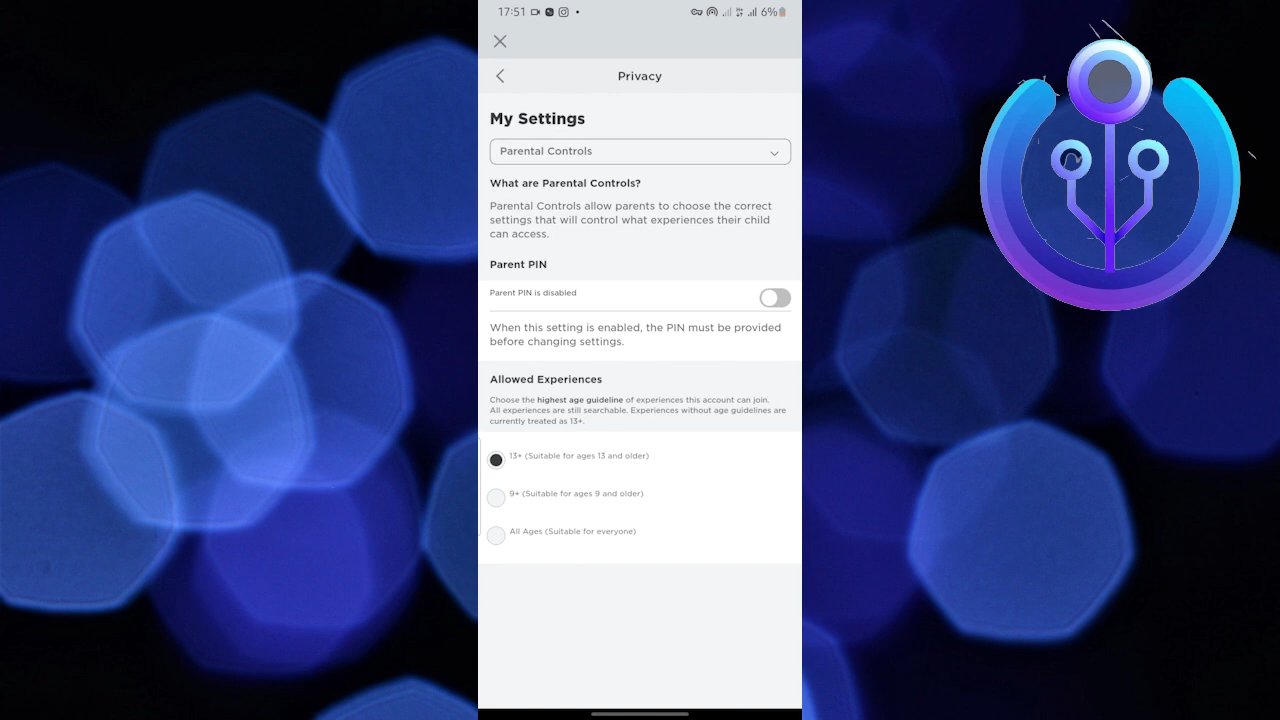 17:51 6%
Privacy
My Settings
Parental Controls
What are Parental Controls?
Parental Controls allow parents to choose the correct
settings that will control what experiences their child
can access.
Parent PIN
Parent PIN is disabled
When this setting is enabled, the PIN must be provided
before changing settings.
Allowed Experiences
Choose the highest age guideline of experiences this account can join.
All experiences are still searchable. Experiences without age guidelines are
currently treated as 13+.
13+ (Suitable for ages 13 and older)
9+ (Suitable for ages 9 and older)
All Ages (Suitable for everyone)